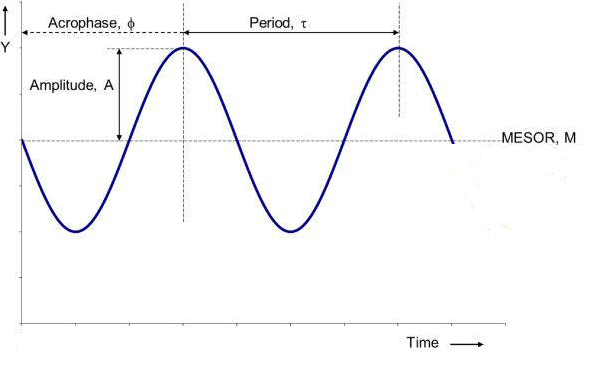 Acrophase, ϕ
Period, τ
Y
Amplitude, A
MESOR, M
Time